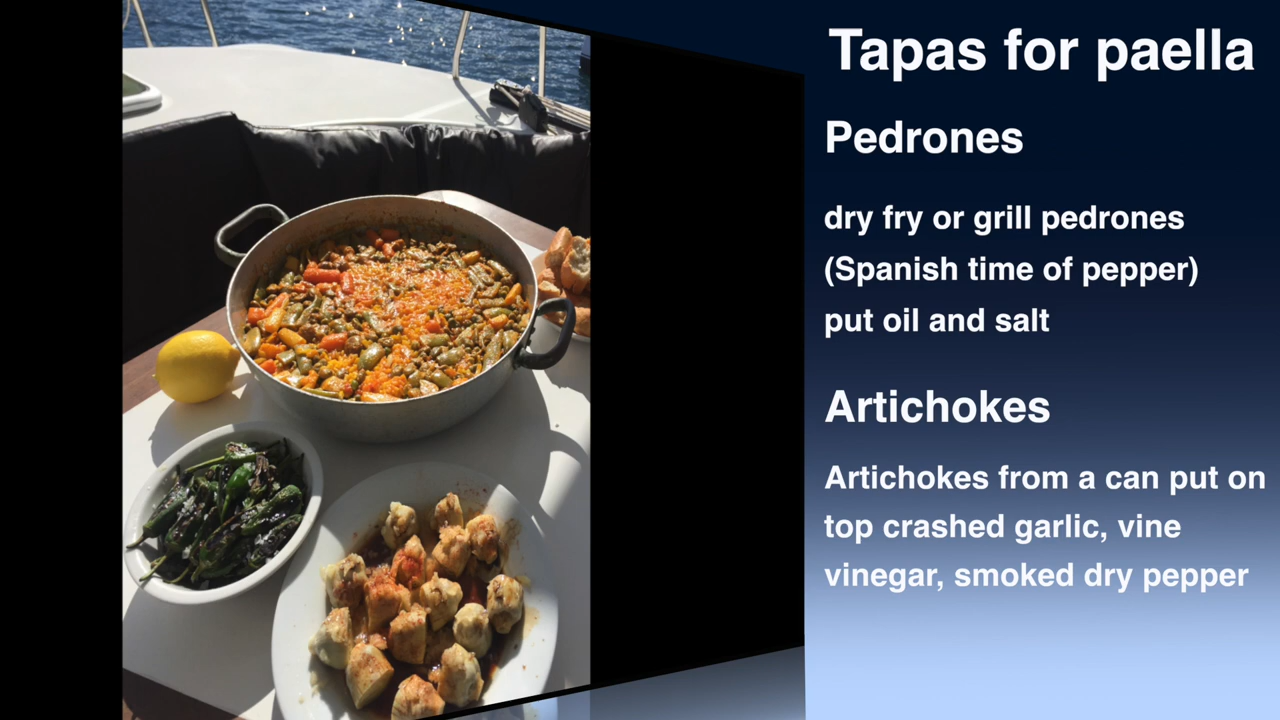 Tapas for paella
Pedrones
dry fry or grill pedrones
(Spanish time of pepper)
put oil and salt
Artichokes
Artichokes from a can put on
top crashed garlic, vine
vinegar, smoked dry pepper